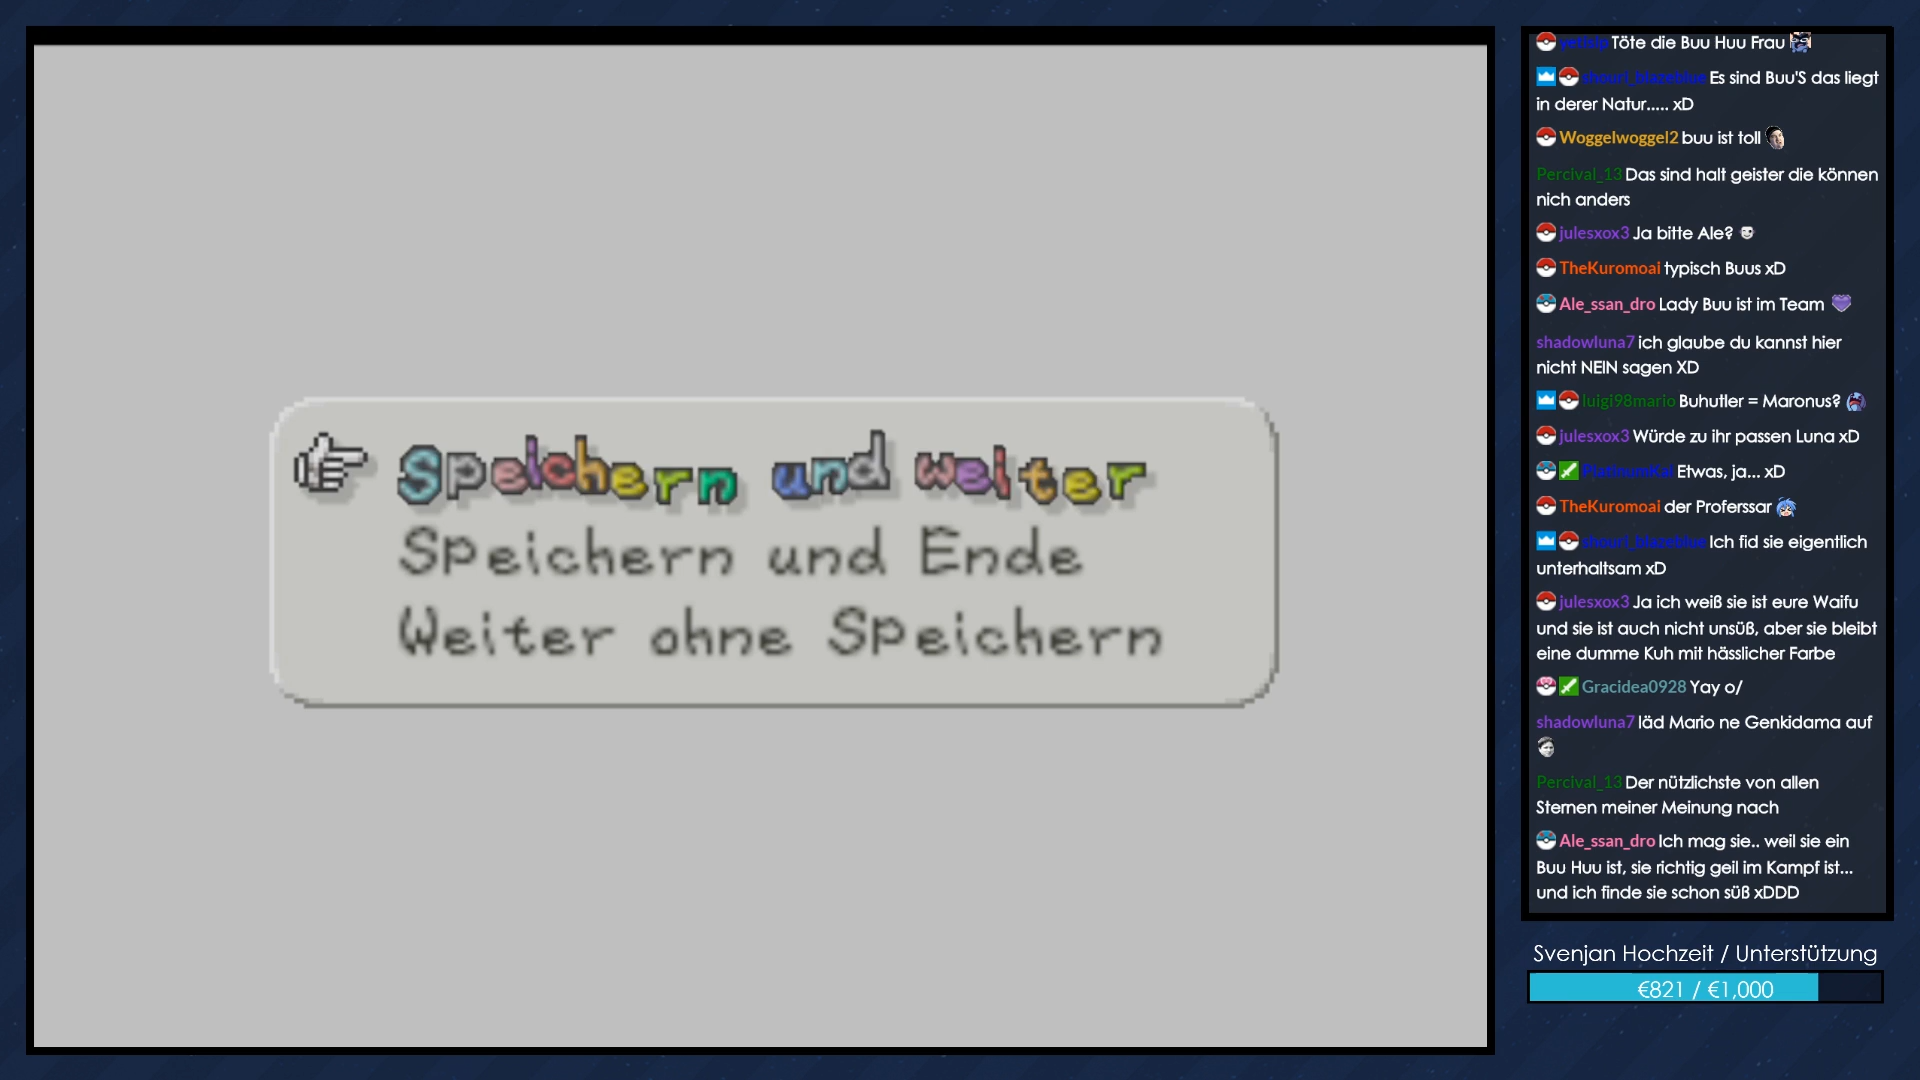 Speichern und weiter
Speichern und Ende
Weiter ohne Speichern
yetisip Töte die Buu Huu Frau
shouri_blazeblue Es sind Buu'S das liegt
in derer Natur..... xD
Woggelwoggel2 buu ist toll
Percival_13 Das sind halt geister die können
nich anders
julesxox3 Ja bitte Ale?
TheKuromoai typisch Buus xD
Ale_ssan_dro Lady Buu ist im Team
shadowluna7 ich glaube du kannst hier
nicht NEIN sagen XD
luigi98mario Buhutler = Maronus?
julesxox3 Würde zu ihr passen Luna xD
PlatinumKai Etwas, ja... xD
TheKuromoai der Proferssar
shouri_blazeblue Ich fid sie eigentlich
unterhaltsam xD
julesxox3 Ja ich weiß sie ist eure Waifu
und sie ist auch nicht unsüß, aber sie bleibt
eine dumme Kuh mit hässlicher Farbe
Gracidea0928 Yay o/
shadowluna7 läd Mario ne Genkidama auf
Percival_13 Der nützlichste von allen
Sternen meiner Meinung nach
Ale_ssan_dro Ich mag sie.. weil sie ein
Buu Huu ist, sie richtig geil im Kampf ist...
und ich finde sie schon süß xDDD
Svenjan Hochzeit / Unterstützung
€821 / €1,000